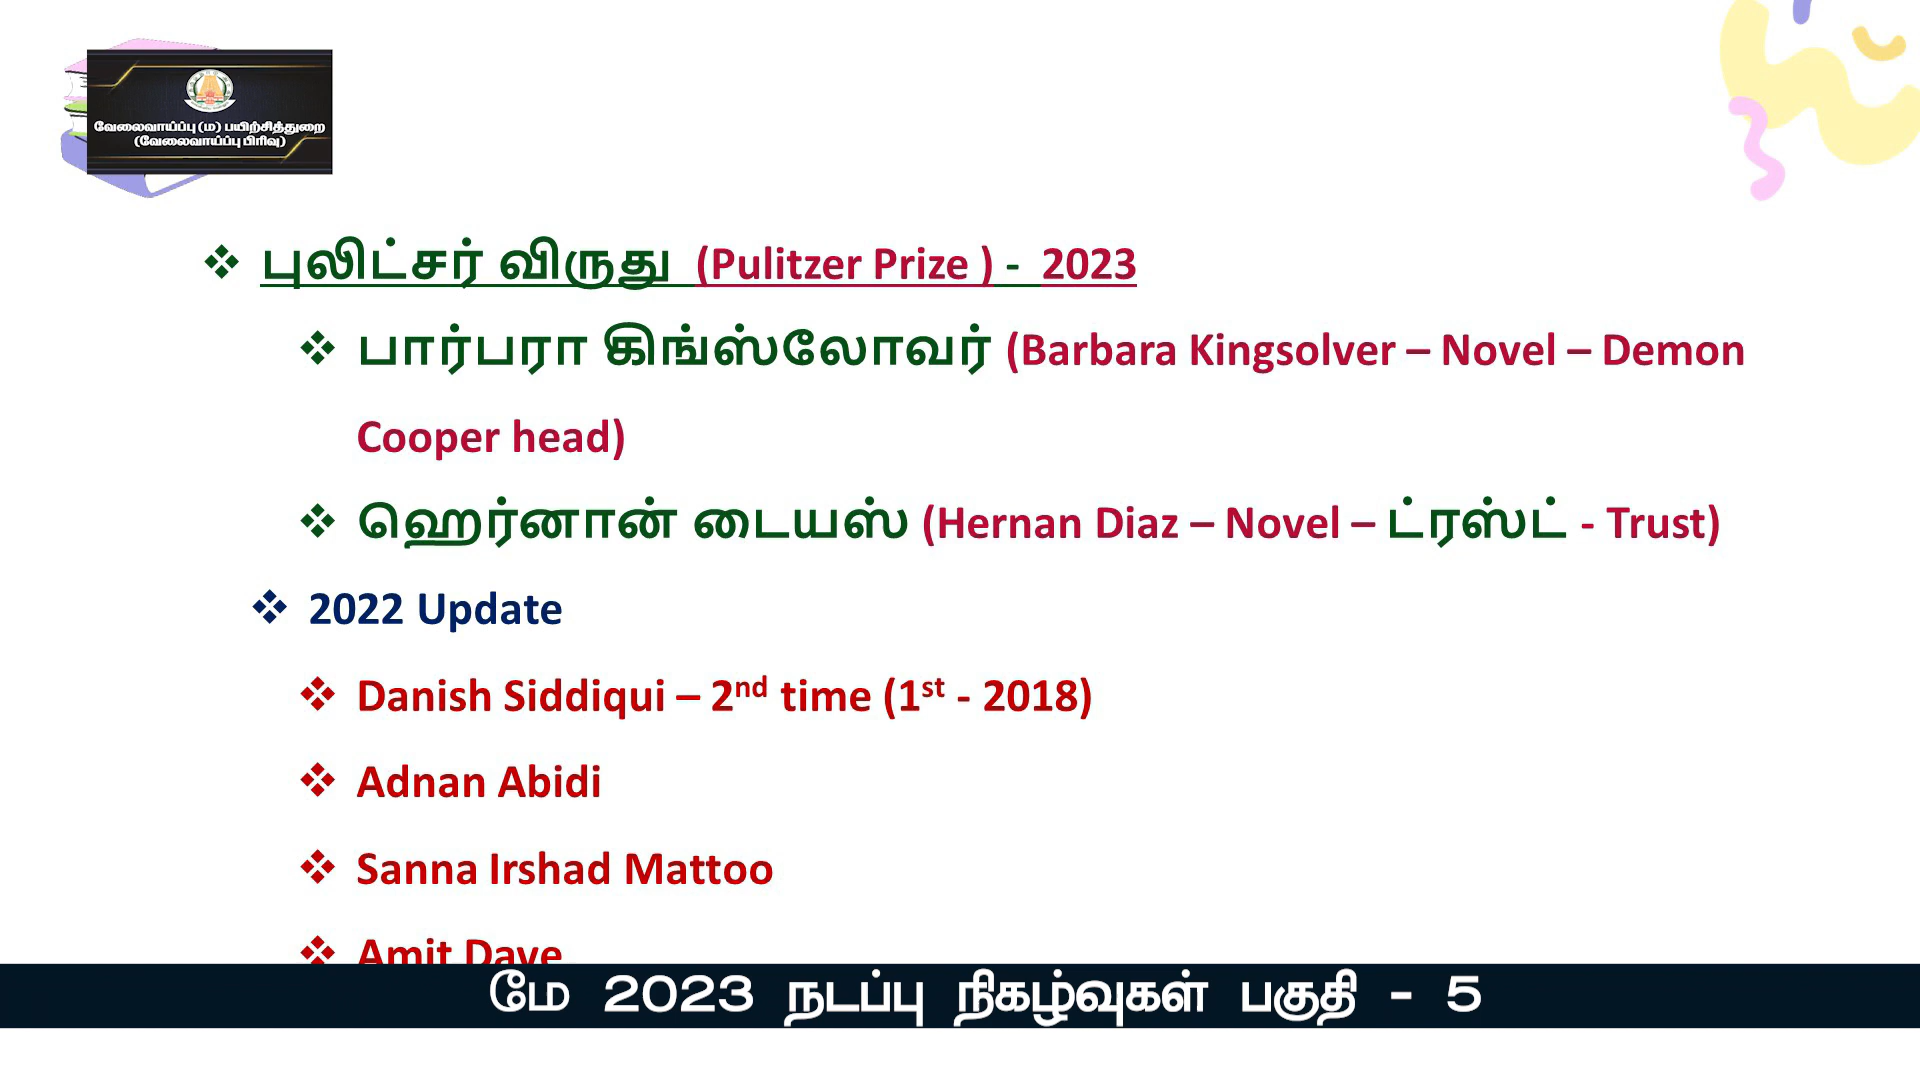 வேலைவாய்ப்பு (ம) பயிற்சித்துறை
(வேலைவாய்ப்பு பிரிவு)
❖ புலிட்சர் விருது (Pulitzer Prize ) - 2023
❖ பார்பரா கிங்ஸ்லோவர் (Barbara Kingsolver – Novel – Demon
Cooper head)
❖ ஹெர்னான் டையஸ் (Hernan Diaz – Novel – ட்ரஸ்ட் - Trust)
❖ 2022 Update
❖ Danish Siddiqui – 2nd time (1st - 2018)
❖ Adnan Abidi
❖ Sanna Irshad Mattoo
❖ Amit Dave
மே 2023 நடப்பு நிகழ்வுகள் பகுதி - 5